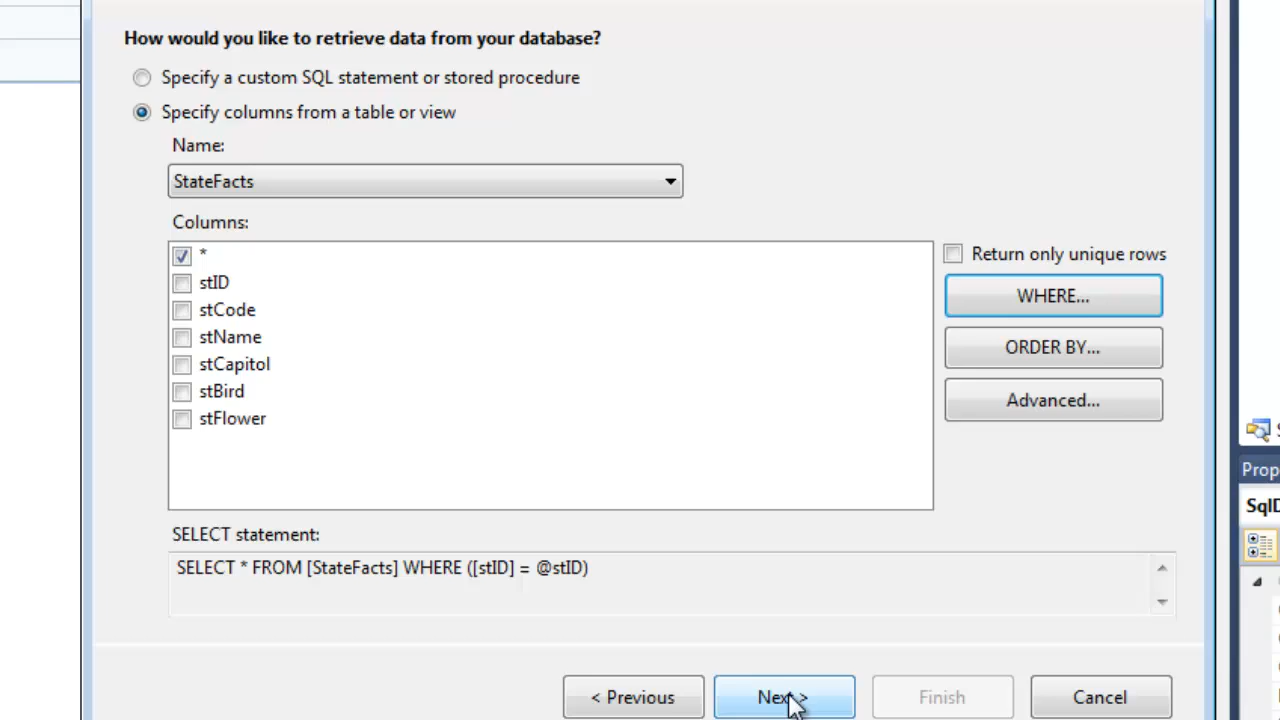 How would you like to retrieve data from your database?
Specify a custom SQL statement or stored procedure
Specify columns from a table or view
Name:
StateFacts
Columns:
*
Return only unique rows
stID
WHERE...
stCode
stName
ORDER BY...
stCapitol
stBird
Advanced...
stFlower
SELECT statement:
SELECT * FROM [StateFacts] WHERE ([stID] = @stID)
< Previous
Next >
Finish
Cancel